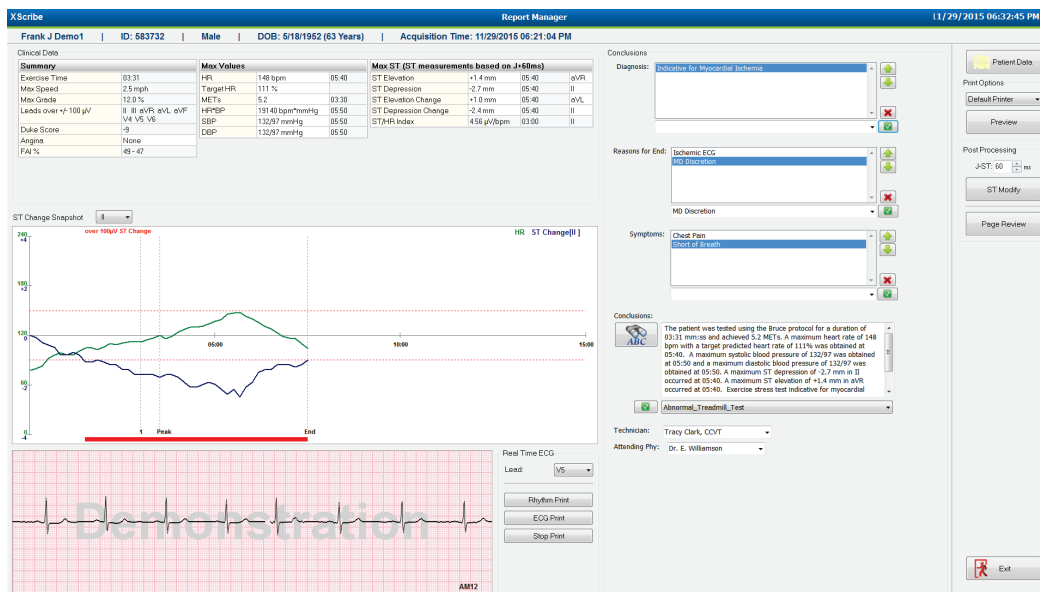 XScribe Report Manager 11/29/2015 06:32:45 PM
Frank J Demo1 | ID: 583732 | Male | DOB: 5/18/1952 (63 Years) | Acquisition Time: 11/29/2015 06:21:04 PM
Clinical Data
Summary
Exercise Time 03:31
Max Speed 2.5 mph
Max Grade 12.0 %
Leads over +/- 100 µV II III aVR aVL aVF
V4 V5 V6
Duke Score -9
Angina None
FAI % 49 - 47
Max Values
HR 148 bpm 05:40
Target HR 111 %
METs 5.2 03:30
HR*BP 19140 bpm*mmHg 05:50
SBP 132/97 mmHg 05:50
DBP 132/97 mmHg 05:50
Max ST (ST measurements based on J+60ms)
ST Elevation +1.4 mm 05:40 aVR
ST Depression -2.7 mm 05:40 II
ST Elevation Change +1.0 mm 05:40 aVL
ST Depression Change -2.4 mm 05:40 II
ST/HR Index 4.56 µV/bpm 03:00 II
ST Change Snapshot II
240 over 100µV ST Change HR ST Change[II ]
+4
180
+2
120
0 05:00 10:00 15:00
60
-2
0
-4 1 Peak End
Demonstration
AM12
Real Time ECG
Lead: V5
Rhythm Print
ECG Print
Stop Print
Conclusions
Diagnosis: Indicative for Myocardial Ischemia
Reasons for End: Ischemic ECG
MD Discretion
MD Discretion
Symptoms: Chest Pain
Short of Breath
Conclusions:
ABC
The patient was tested using the Bruce protocol for a duration of
03:31 mm:ss and achieved 5.2 METs. A maximum heart rate of 148
bpm with a target predicted heart rate of 111% was obtained at
05:40. A maximum systolic blood pressure of 132/97 was obtained
at 05:50 and a maximum diastolic blood pressure of 132/97 was
obtained at 05:50. A maximum ST depression of -2.7 mm in II
occurred at 05:40. A maximum ST elevation of +1.4 mm in aVR
occurred at 05:40. Exercise stress test indicative for myocardial
Abnormal_Treadmill_Test
Technician: Tracy Clark, CCVT
Attending Phy: Dr. E. Williamson
Patient Data
Print Options
Default Printer
Preview
Post Processing
J-ST: 60 ms
ST Modify
Page Review
Exit